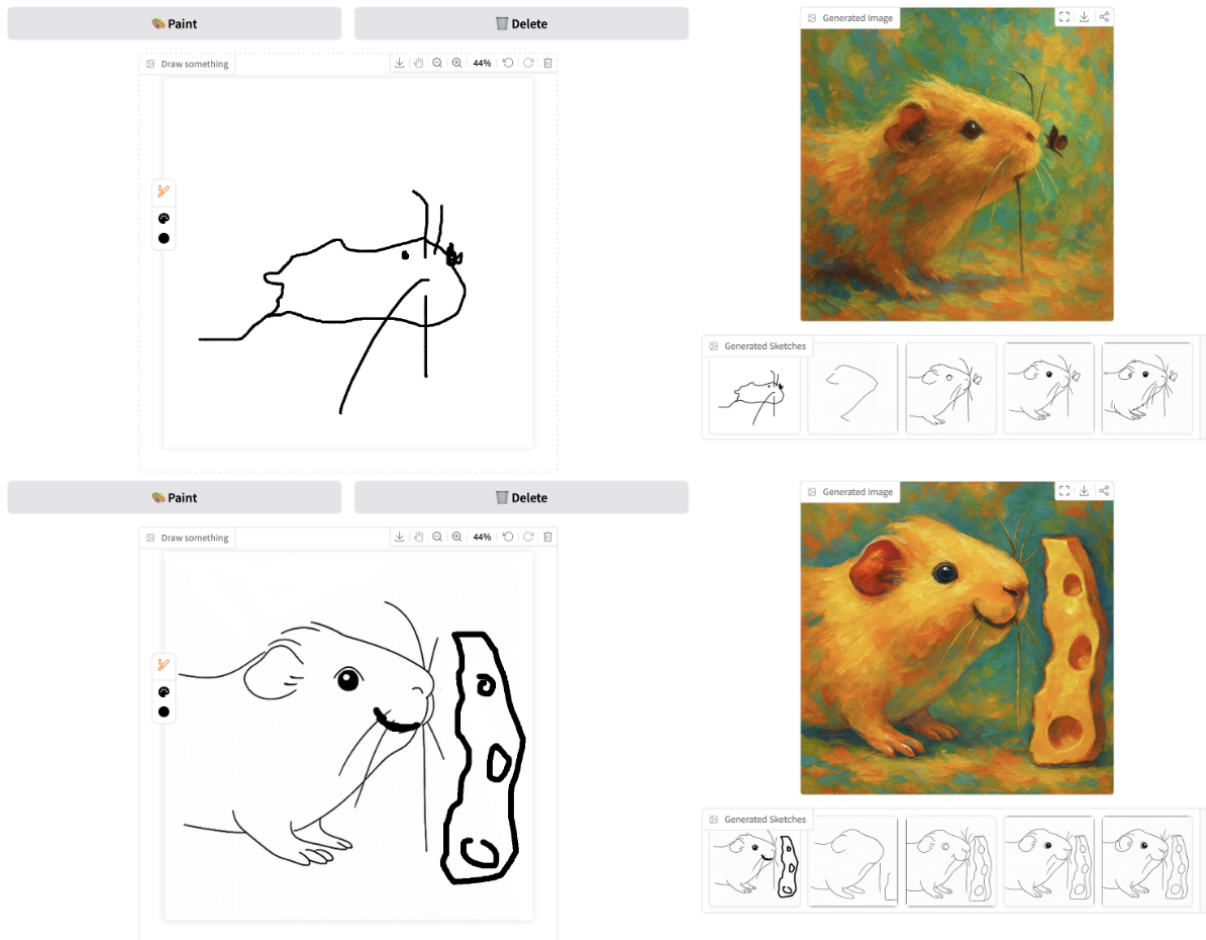 Paint
Delete
Generated Image
Draw something
44%
Generated Sketches
Paint
Delete
Generated Image
Draw something
44%
Generated Sketches